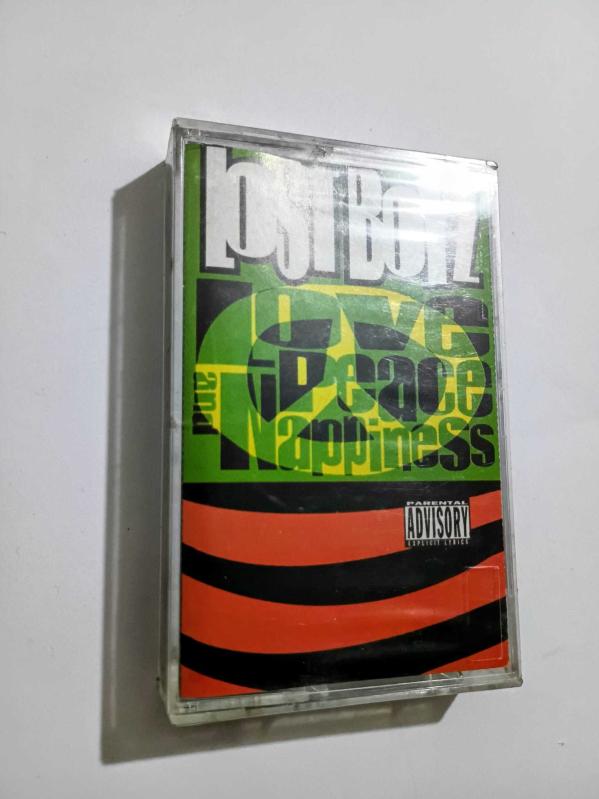 LOST BOYZ
love
Peace
and
Nappiness
PARENTAL
ADVISORY
EXPLICIT LYRICS